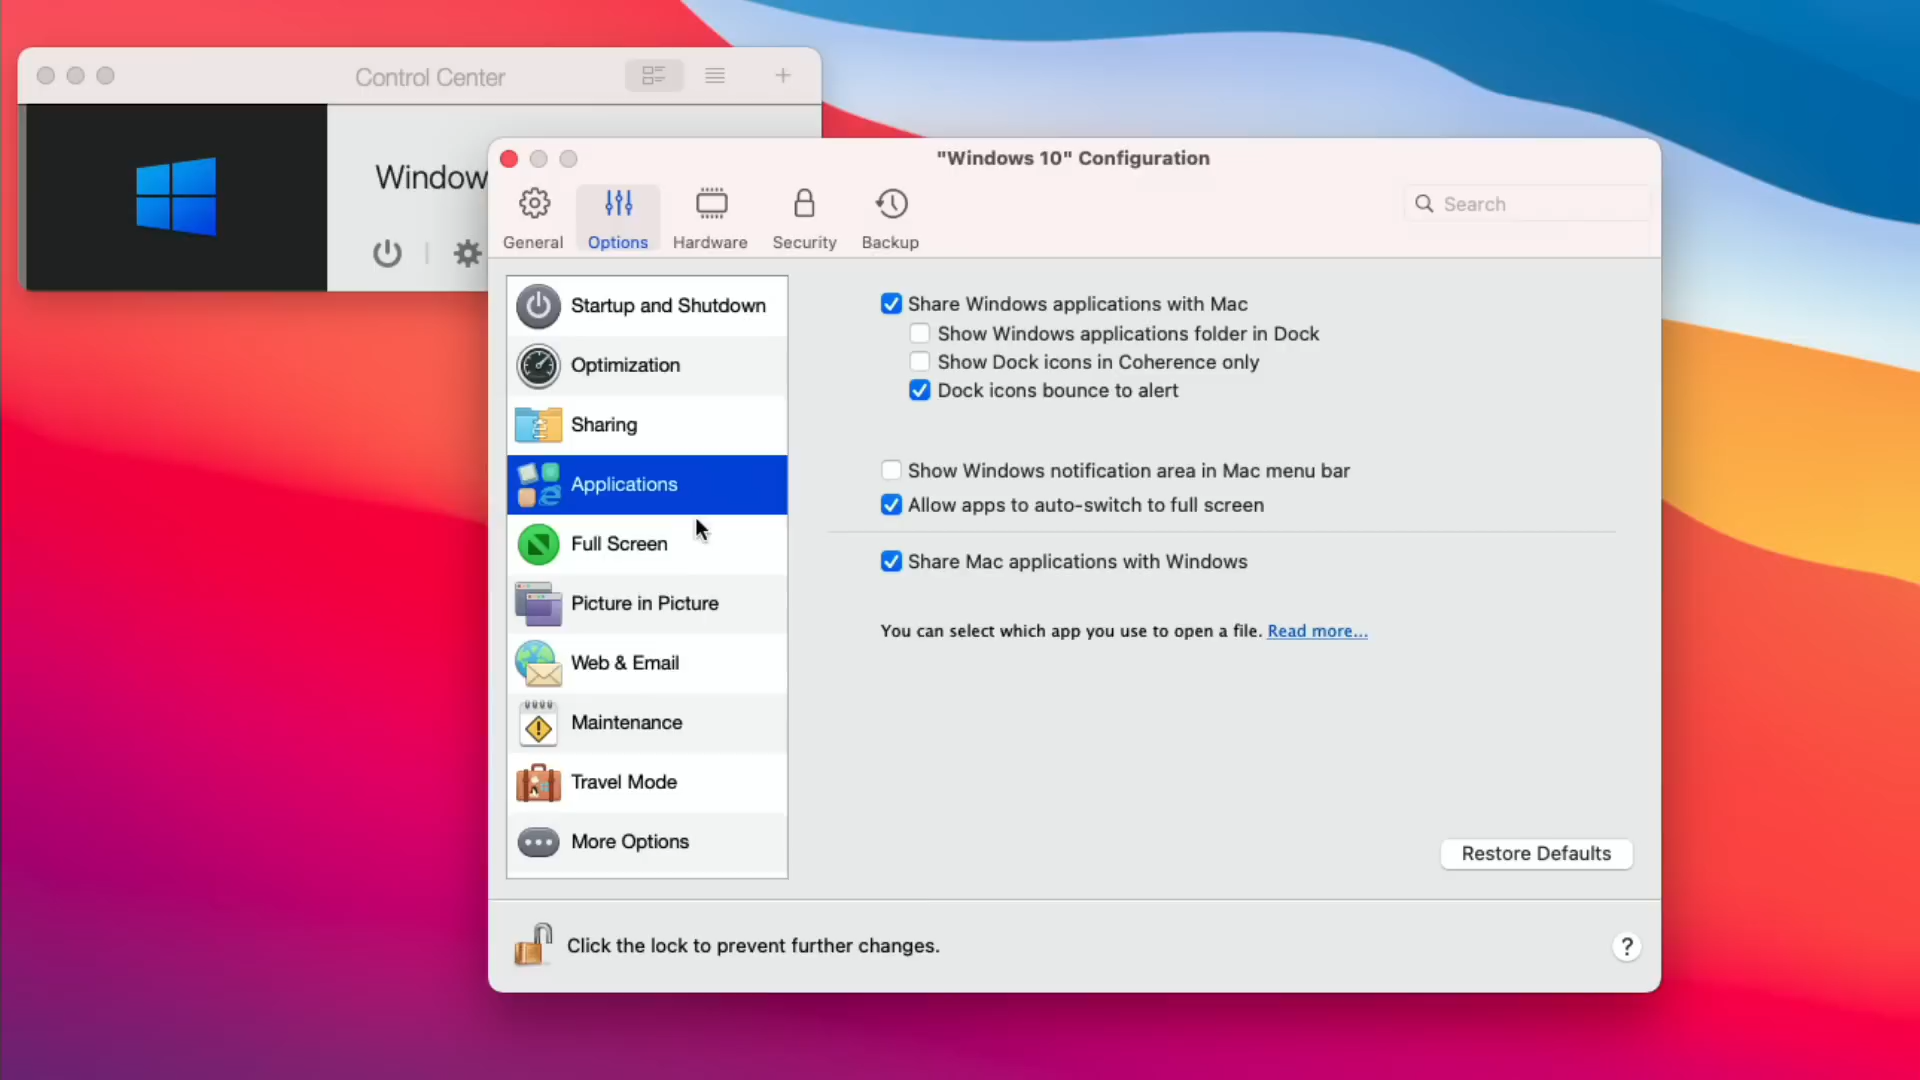 Control Center
Window
"Windows 10" Configuration
General
Options
Hardware
Security
Backup
Search
Startup and Shutdown
Optimization
Sharing
Applications
Full Screen
Picture in Picture
Web & Email
Maintenance
Travel Mode
More Options
Share Windows applications with Mac
Show Windows applications folder in Dock
Show Dock icons in Coherence only
Dock icons bounce to alert
Show Windows notification area in Mac menu bar
Allow apps to auto-switch to full screen
Share Mac applications with Windows
You can select which app you use to open a file. Read more...
Restore Defaults
Click the lock to prevent further changes.
?